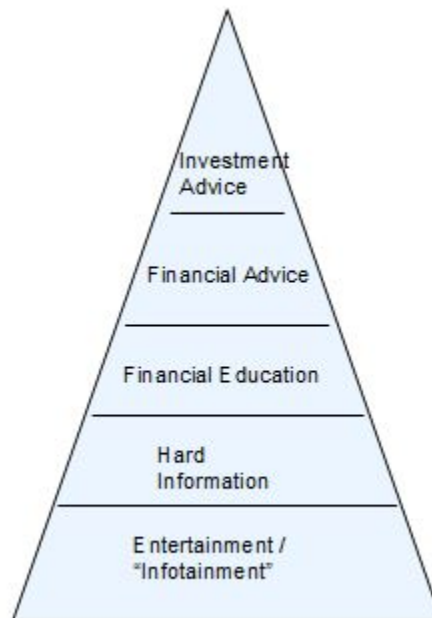 Investment
Advice
Financial Advice
Financial Education
Hard
Information
Entertainment /
“Infotainment”